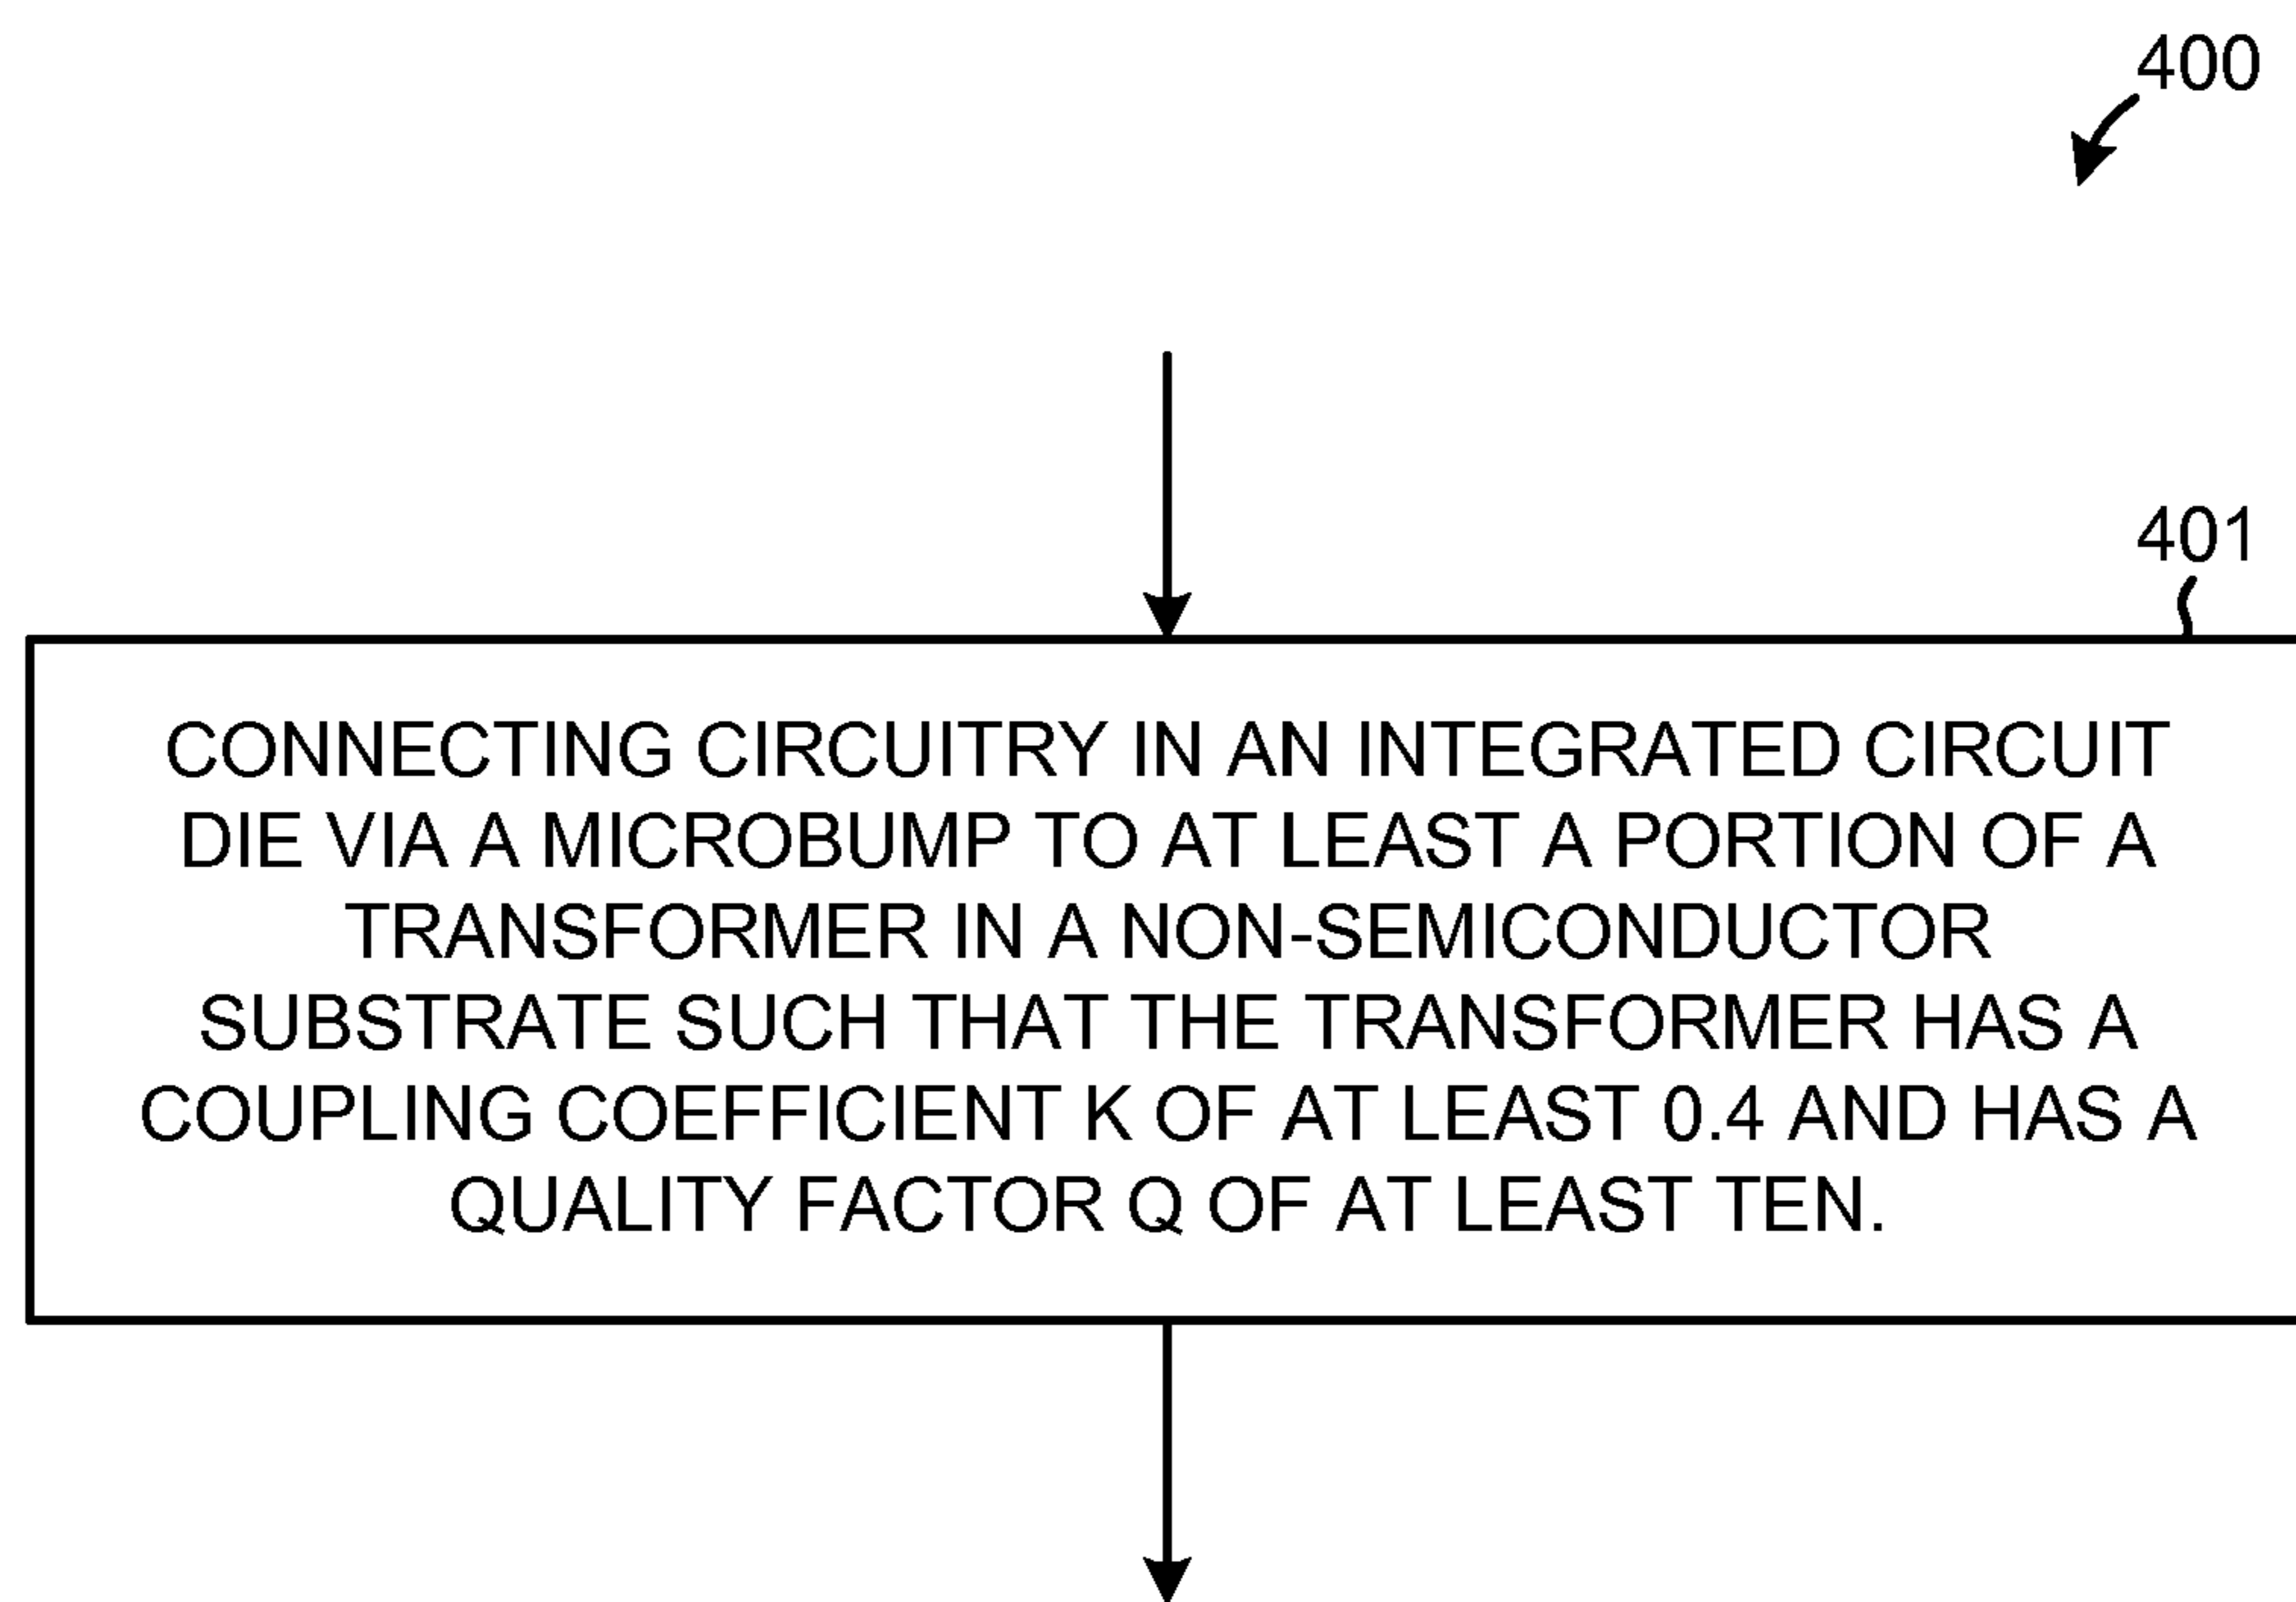 400
401
CONNECTING CIRCUITRY IN AN INTEGRATED CIRCUIT
DIE VIA A MICROBUMP TO AT LEAST A PORTION OF A
TRANSFORMER IN A NON-SEMICONDUCTOR
SUBSTRATE SUCH THAT THE TRANSFORMER HAS A
COUPLING COEFFICIENT K OF AT LEAST 0.4 AND HAS A
QUALITY FACTOR Q OF AT LEAST TEN.